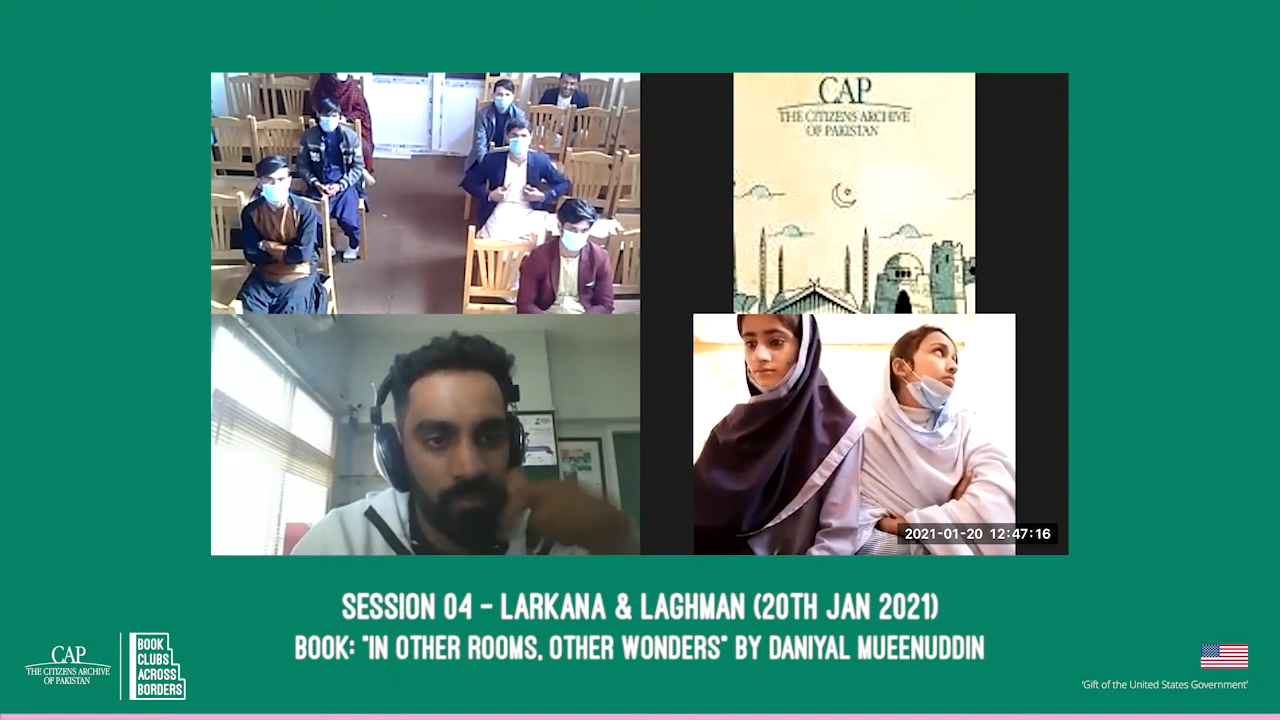 CAP
THE CITIZENS ARCHIVE
OF PAKISTAN
2021-01-20 12:47:16
SESSION 04 - LARKANA & LAGHMAN (20TH JAN 2021)
BOOK: "IN OTHER ROOMS, OTHER WONDERS" BY DANIYAL MUEENUDDIN
CAP
THE CITIZENS ARCHIVE
OF PAKISTAN
BOOK
CLUBS
ACROSS
BORDERS
'Gift of the United States Government'